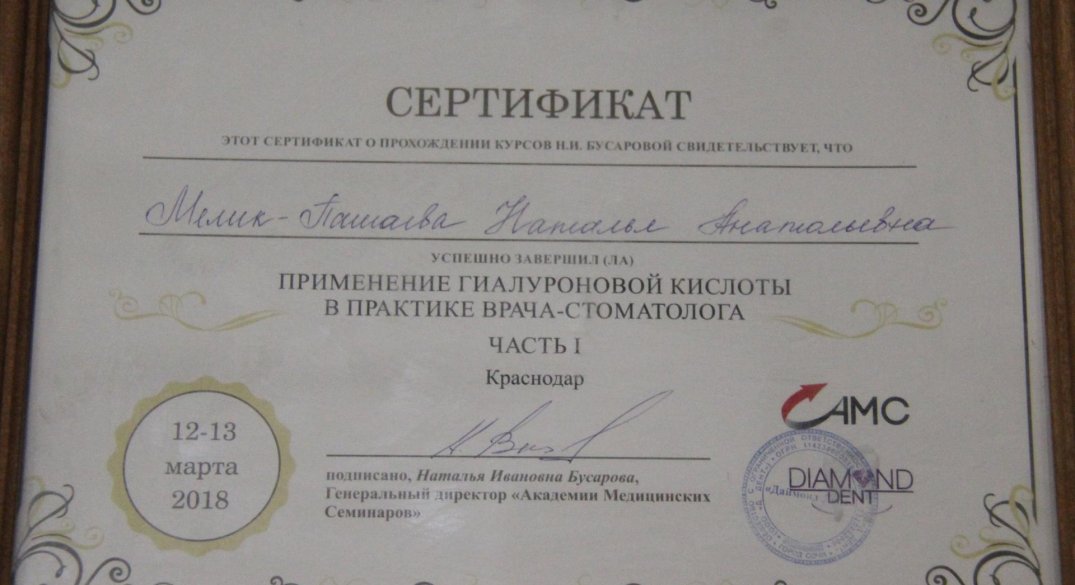 СЕРТИФИКАТ
ЭТОТ СЕРТИФИКАТ О ПРОХОЖДЕНИИ КУРСОВ Н.И. БУСАРОВОЙ СВИДЕТЕЛЬСТВУЕТ, ЧТО
Мелик-Пашаева Наталья Анатольевна
УСПЕШНО ЗАВЕРШИЛ (ЛА)
ПРИМЕНЕНИЕ ГИАЛУРОНОВОЙ КИСЛОТЫ
В ПРАКТИКЕ ВРАЧА-СТОМАТОЛОГА
ЧАСТЬ I
Краснодар
12-13
марта
2018
подписано, Наталья Ивановна Бусарова,
Генеральный директор «Академии Медицинских
Семинаров»
АМС
DIAMOND
DENT